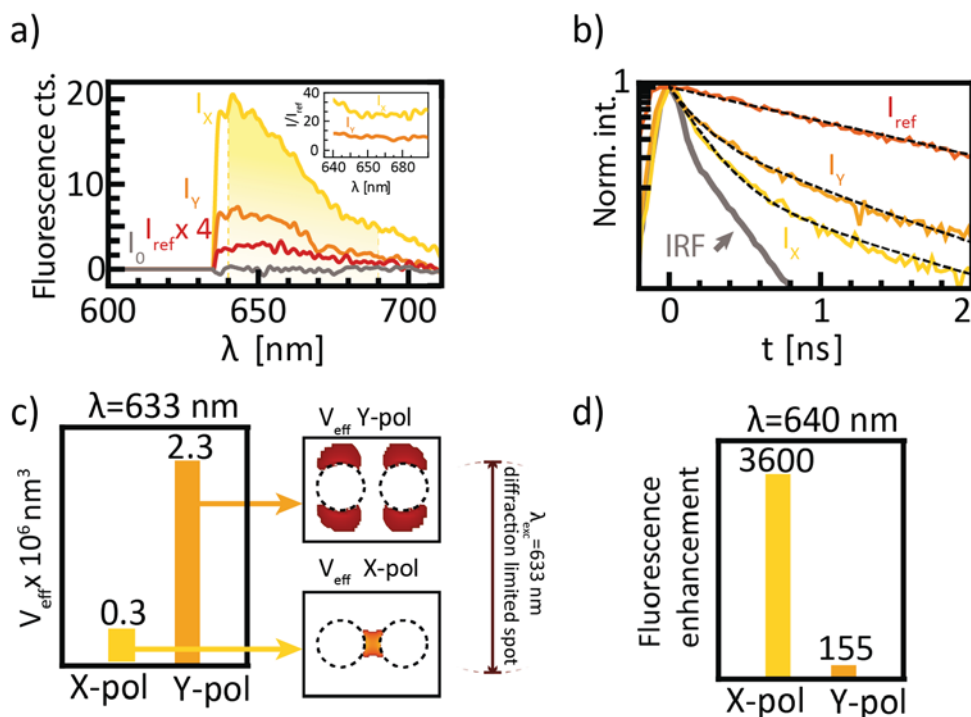 a)
Fluorescence cts.
20
10
0
I_X
I_Y
I_ref x 4
I_0
600
650
700
λ [nm]
I/I_ref
40
20
0
I_X
I_Y
640
650
680
λ [nm]
b)
Norm. int.
1
I_ref
I_Y
I_X
IRF
0
1
2
t [ns]
c)
λ=633 nm
V_eff x 10^6 nm^3
2.3
0.3
X-pol
Y-pol
V_eff Y-pol
V_eff X-pol
λ_exc=633 nm
diffraction limited spot
d)
λ=640 nm
Fluorescence
enhancement
3600
155
X-pol
Y-pol